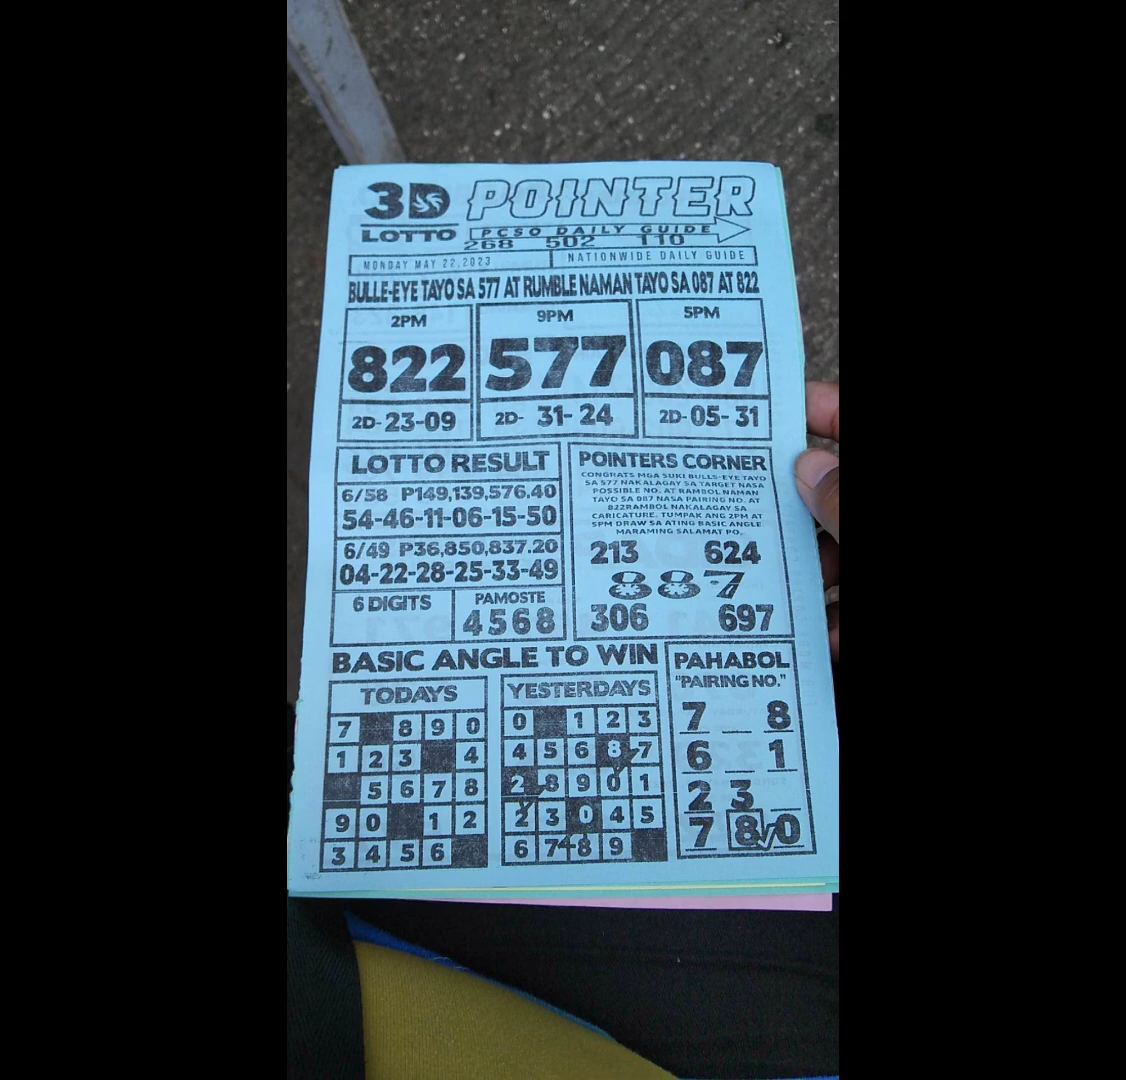 3D POINTER
LOTTO PCSO DAILY GUIDE
268 502 110
MONDAY MAY 22,2023 NATIONWIDE DAILY GUIDE
BULLE-EYE TAYO SA 577 AT RUMBLE NAMAN TAYO SA 087 AT 822
2PM 9PM 5PM
822 577 087
2D- 23-09 2D- 31- 24 2D- 05- 31
LOTTO RESULT
6/58 P149,139,576.40
54-46-11-06-15-50
6/49 P36,850,837.20
04-22-28-25-33-49
6 DIGITS PAMOSTE
4568
POINTERS CORNER
CONGRATS MGA SUKI BULLS-EYE TAYO
SA 577 NAKALAGAY SA TARGET NASA
POSSIBLE NO. AT RAMBOL NAMAN
TAYO SA 087 NASA PAIRING NO. AT
822RAMBOL NAKALAGAY SA
CARICATURE. TUMPAK ANG 2PM AT
5PM DRAW SA ATING BASIC ANGLE
MARAMING SALAMAT PO.
213 624
887
306 697
BASIC ANGLE TO WIN
TODAYS
7 8 9 0
1 2 3 4
5 6 7 8
9 0 1 2
3 4 5 6
YESTERDAYS
0 1 2 3
4 5 6 8 7
2 8 9 0 1
2 3 0 4 5
6 7 8 9
PAHABOL
"PAIRING NO."
7 _ 8
6 _ 1
2 3 _
7 8 0